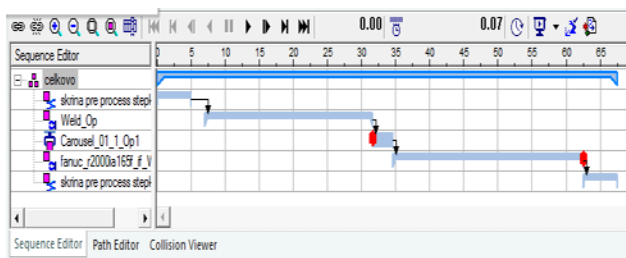 0.00 0.07
Sequence Editor 0 5 10 15 20 25 30 35 40 45 50 55 60 65
celkovo
skrina pre process step
Weld_Op
Carousel_01_1_Op1
fanuc_r2000ia165f_if_V
skrina pre process step
Sequence Editor Path Editor Collision Viewer